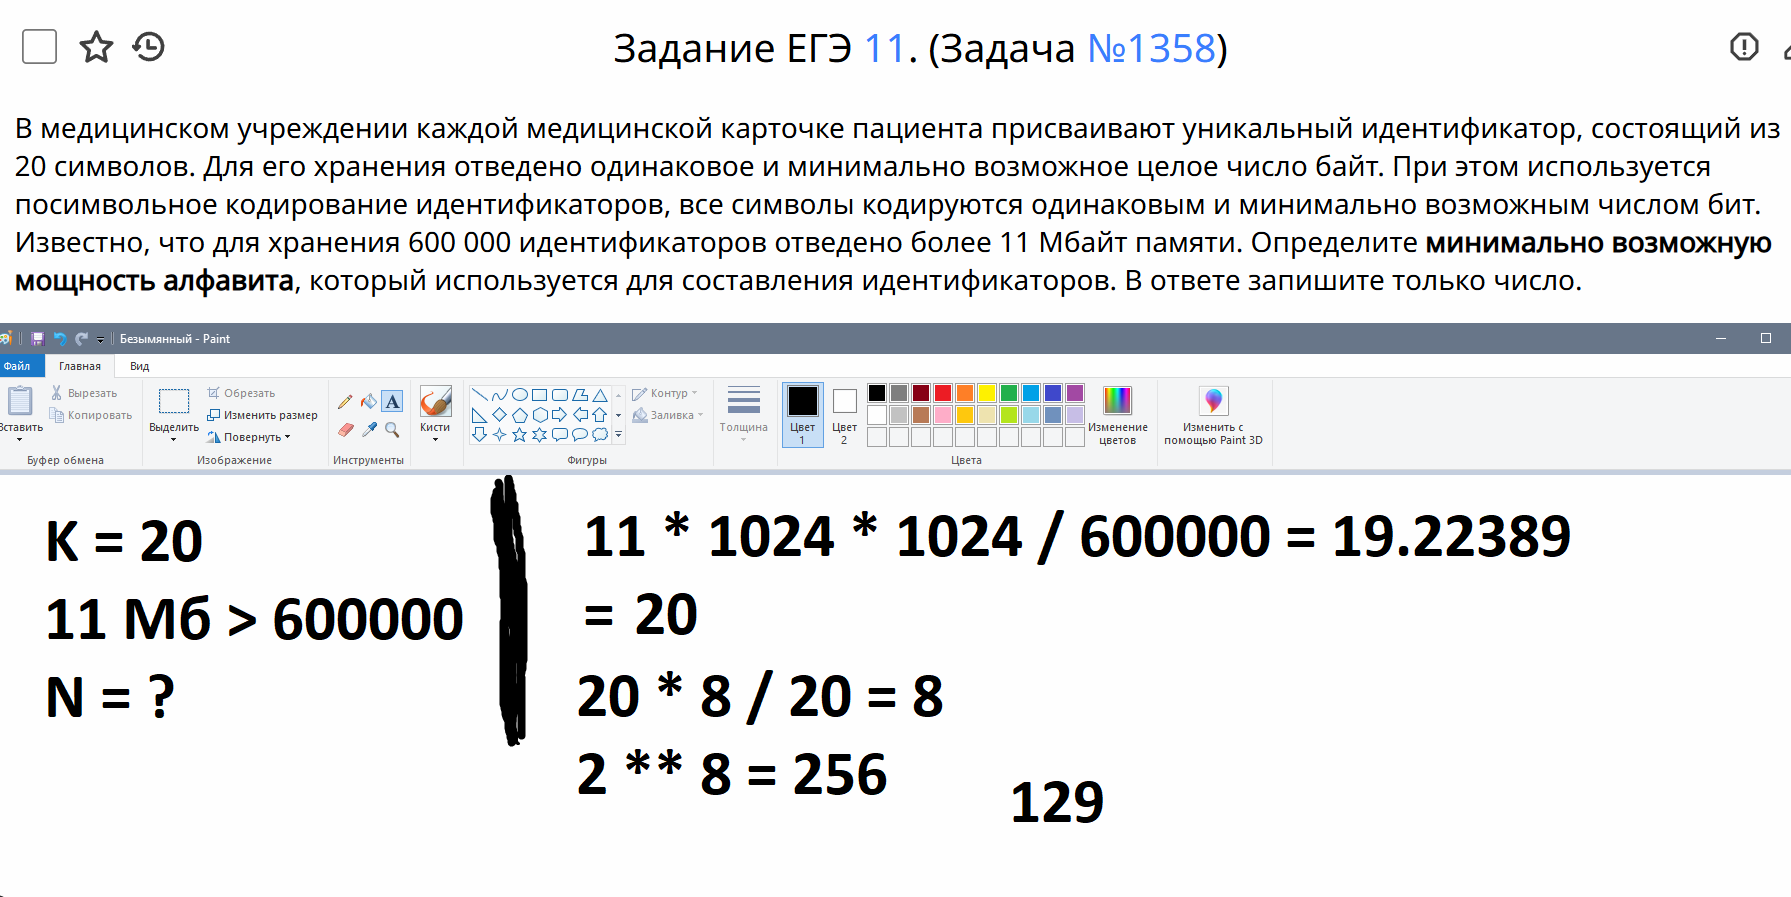 Задание ЕГЭ 11. (Задача №1358)
В медицинском учреждении каждой медицинской карточке пациента присваивают уникальный идентификатор, состоящий из
20 символов. Для его хранения отведено одинаковое и минимально возможное целое число байт. При этом используется
посимвольное кодирование идентификаторов, все символы кодируются одинаковым и минимально возможным числом бит.
Известно, что для хранения 600 000 идентификаторов отведено более 11 Мбайт памяти. Определите минимально возможную
мощность алфавита, который используется для составления идентификаторов. В ответе запишите только число.
Безымянный - Paint
Файл Главная Вид
Вставить
Вырезать
Копировать
Буфер обмена
Выделить
Обрезать
Изменить размер
Повернуть
Изображение
Инструменты
Кисти
Контур
Заливка
Фигуры
Толщина
Цвет 1
Цвет 2
Изменение цветов
Цвета
Изменить с
помощью Paint 3D
K = 20
11 Мб > 600000
N = ?
11 * 1024 * 1024 / 600000 = 19.22389
= 20
20 * 8 / 20 = 8
2 ** 8 = 256
129